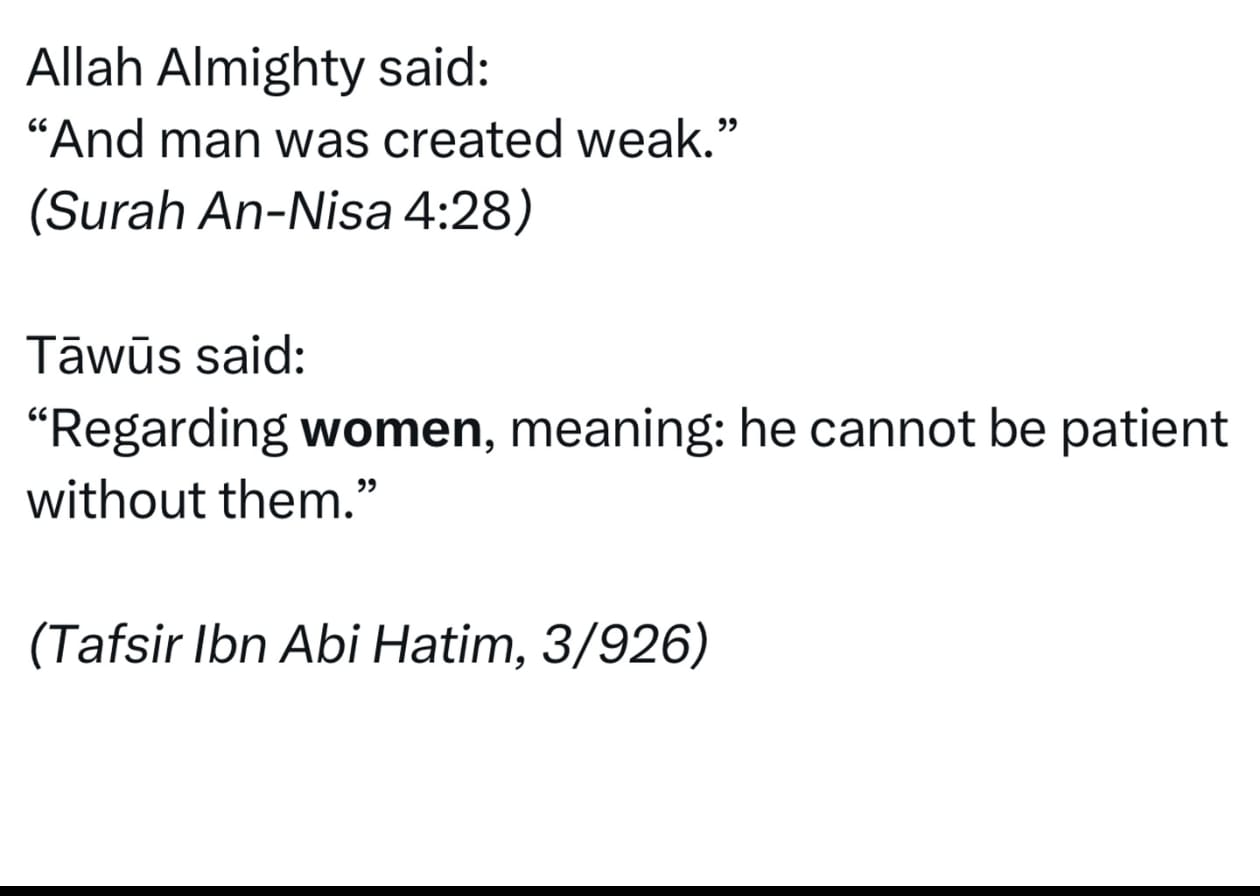 Allah Almighty said:
“And man was created weak.”
(Surah An-Nisa 4:28)
Tāwūs said:
“Regarding women, meaning: he cannot be patient
without them.”
(Tafsir Ibn Abi Hatim, 3/926)